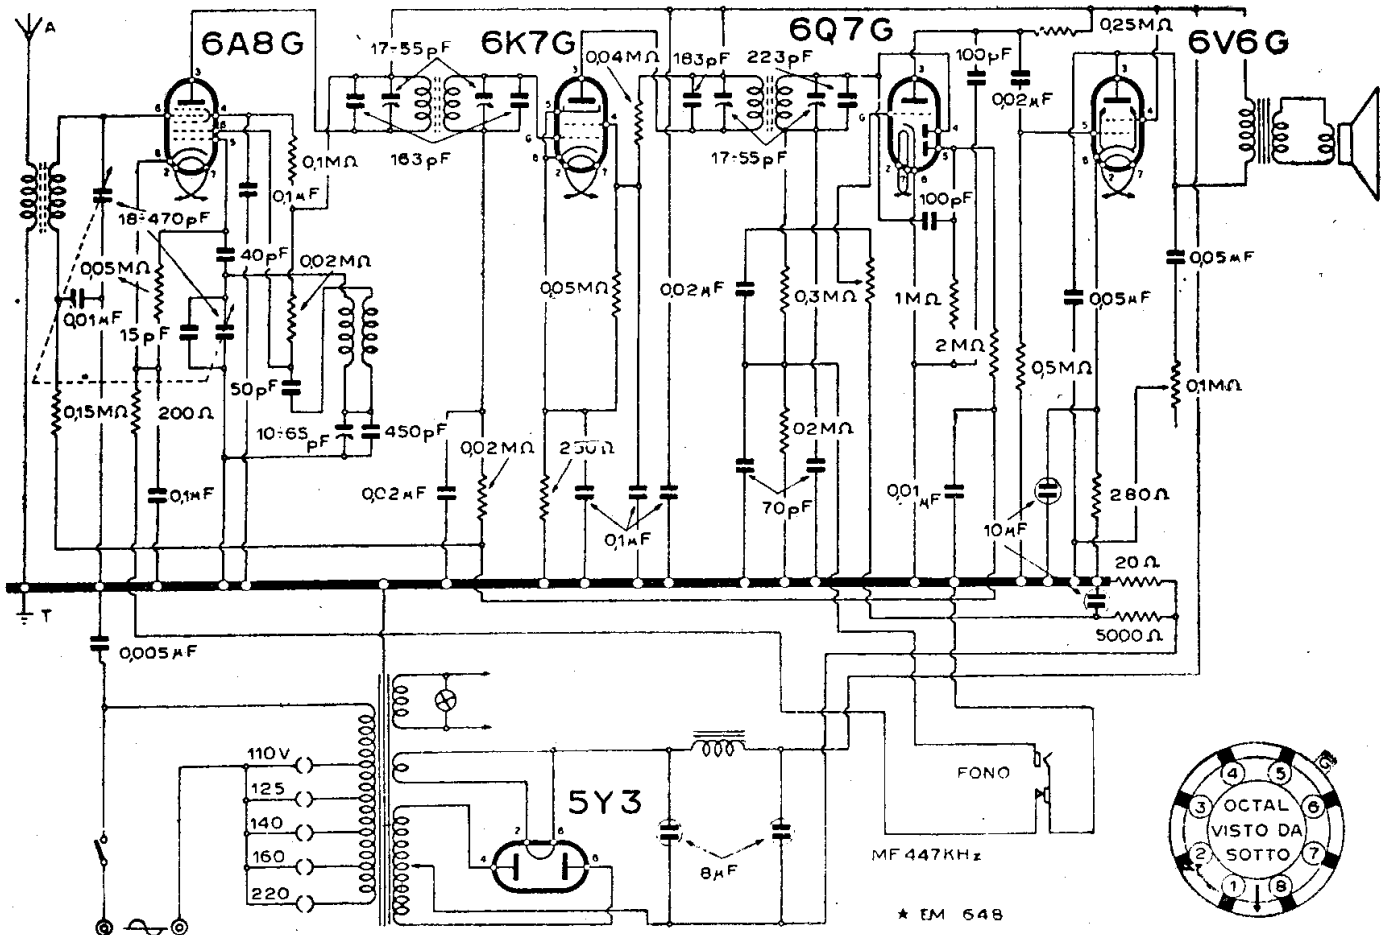 A
6A8G
17÷55pF
6K7G
0,04MΩ
183pF
223pF
6Q7G
100pF
0,25MΩ
6V6G
0,02µF
163pF
0,1MΩ
0,1µF
17÷55pF
100pF
18÷470pF
40pF
0,05MΩ
0,02MΩ
0,01µF
15pF
50pF
0,05MΩ
0,02µF
0,3MΩ
1MΩ
2MΩ
0,5MΩ
0,05µF
0,05µF
0,1MΩ
0,15MΩ
200Ω
10÷65
pF
450pF
0,02MΩ
250Ω
02MΩ
0,1µF
0,02µF
0,1µF
70pF
0,01
µF
10µF
280Ω
20Ω
5000Ω
T
0,005µF
110V
125
140
160
220
5Y3
8µF
FONO
MF 447KHz
★ EM 648
4
5
3
6
2
7
1
8
G
OCTAL
VISTO DA
SOTTO